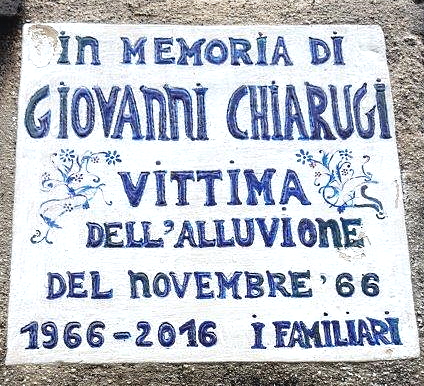 in MEMORIA DI
GiOVAnni CHIARUGI
ViTTIMA
DELL'ALLUViOnE
DEL nOVEMBRE '66
1966-2016 i FAMILIARI